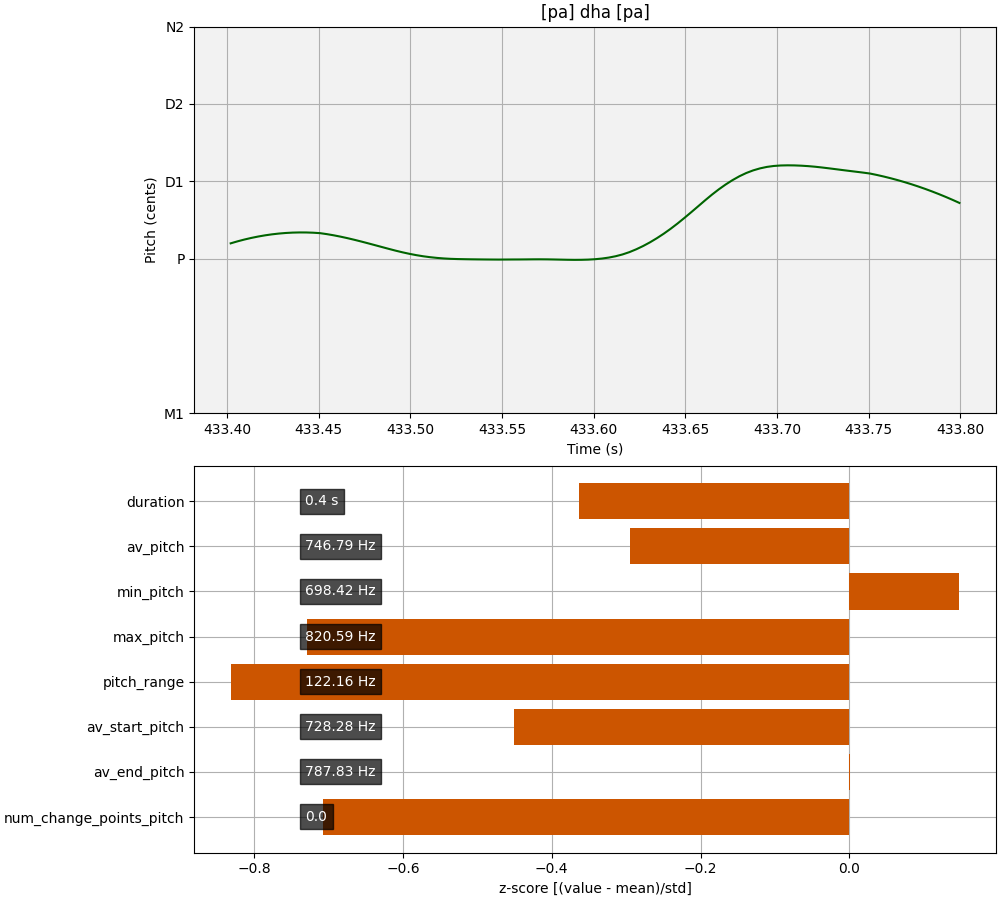 [pa] dha [pa]
N2
D2
D1
P
M1
Pitch (cents)
433.40 433.45 433.50 433.55 433.60 433.65 433.70 433.75 433.80
Time (s)
duration 0.4 s
av_pitch 746.79 Hz
min_pitch 698.42 Hz
max_pitch 820.59 Hz
pitch_range 122.16 Hz
av_start_pitch 728.28 Hz
av_end_pitch 787.83 Hz
num_change_points_pitch 0.0
−0.8 −0.6 −0.4 −0.2 0.0
z-score [(value - mean)/std]